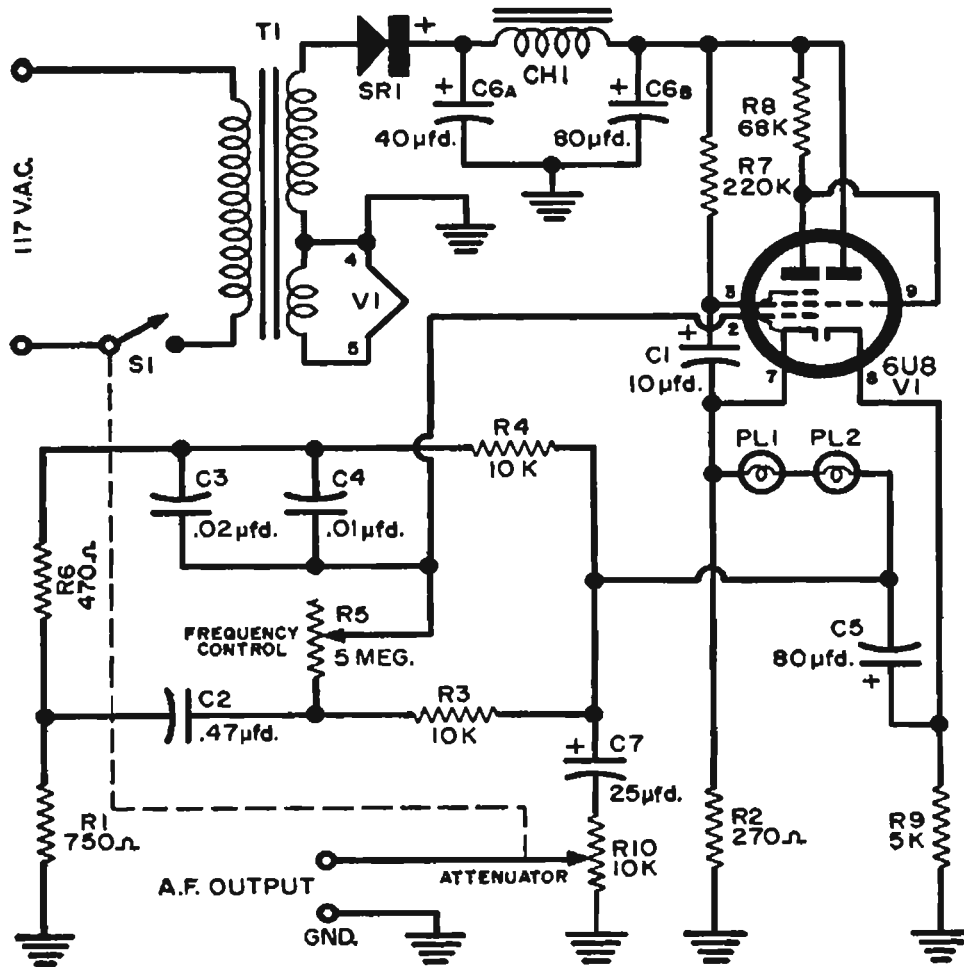 T1
117 V.A.C.
S1
+
SR1
CH1
+
C6A
40µfd.
+
C6B
80µfd.
R8
68K
R7
220K
4
V1
5
3
2
9
7
8
6U8
V1
+
C1
10µfd.
PL1
PL2
R4
10K
C3
.02µfd.
C4
.01µfd.
R6
470Ω
R5
5 MEG.
FREQUENCY
CONTROL
C2
.47µfd.
R3
10K
C5
80µfd.
+
+
C7
25µfd.
R1
750Ω
R10
10K
ATTENUATOR
A.F. OUTPUT
GND.
R2
270Ω
R9
5K